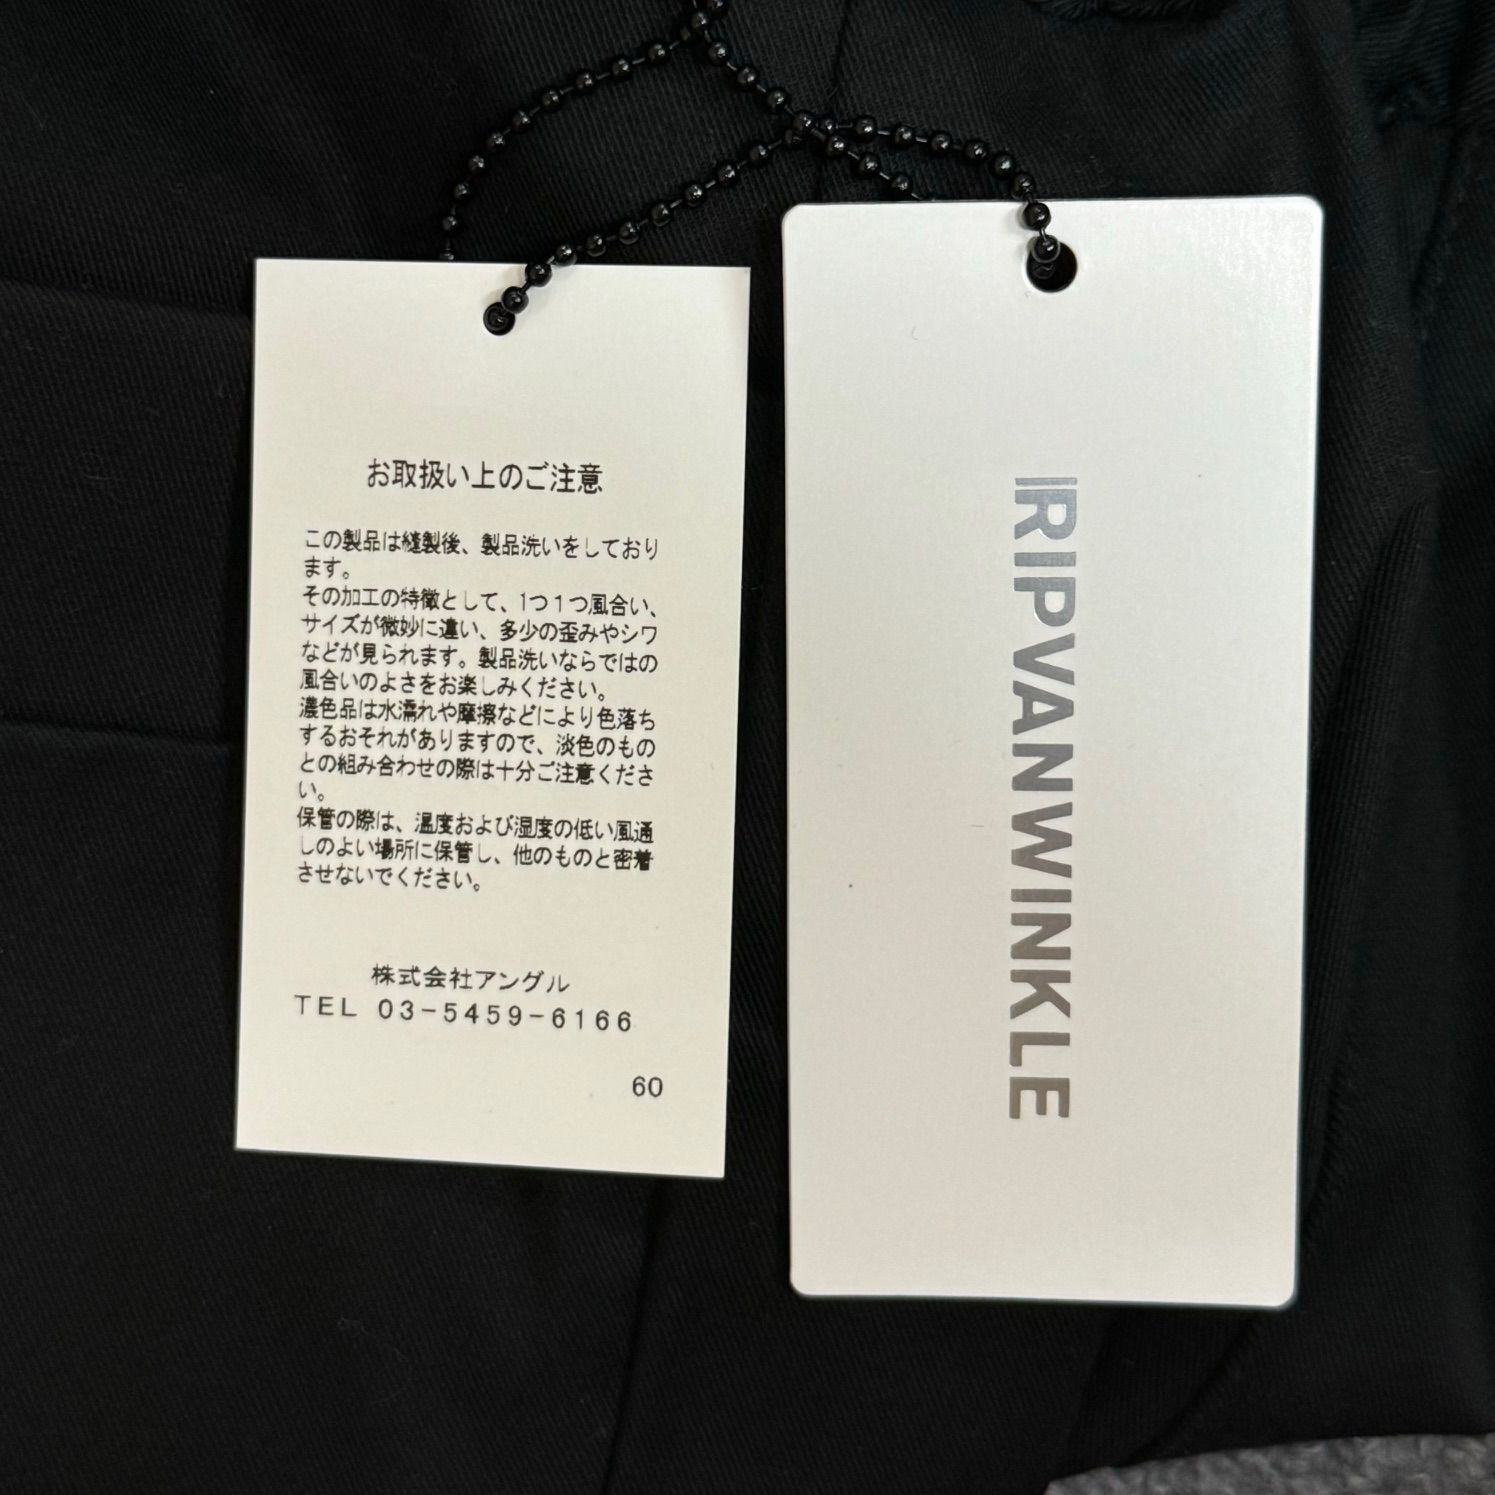 お取扱い上のご注意
この製品は縫製後、製品洗いをしており
ます。
その加工の特徴として、1つ1つ風合い、
サイズが微妙に違い、多少の歪みやシワ
などが見られます。製品洗いならではの
風合いのよさをお楽しみください。
濃色品は水濡れや摩擦などにより色落ち
するおそれがありますので、淡色のもの
との組み合わせの際は十分ご注意くださ
い。
保管の際は、温度および湿度の低い風通
しのよい場所に保管し、他のものと密着
させないでください。
株式会社アングル
TEL 03-5459-6166
60
RIPVANWINKLE